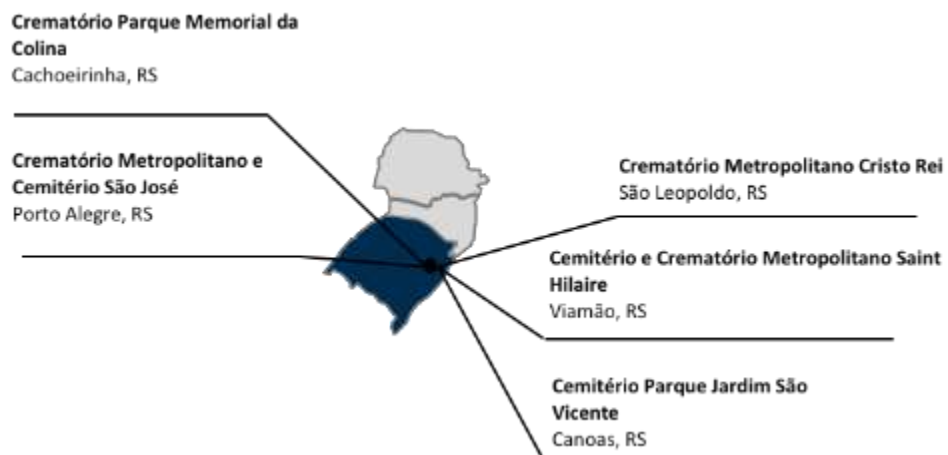 Crematório Parque Memorial da
Colina
Cachoeirinha, RS
Crematório Metropolitano e
Cemitério São José
Porto Alegre, RS
Crematório Metropolitano Cristo Rei
São Leopoldo, RS
Cemitério e Crematório Metropolitano Saint
Hilaire
Viamão, RS
Cemitério Parque Jardim São
Vicente
Canoas, RS